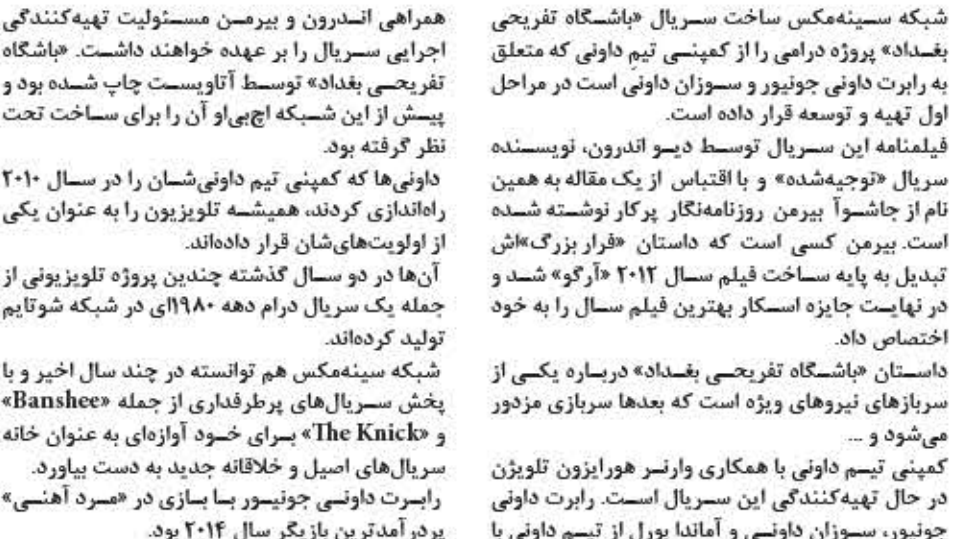 شبکه سینه‌مکس ساخت سریال «باشگاه تفریحی
بغداد» پروژه درامی را از کمپنی تیمِ داونی که متعلق
به رابرت داونی جونیور و سوزان داونی است در مراحل
اول تهیه و توسعه قرار داده است.
فیلمنامه این سریال توسط دیو اندرون، نویسنده
سریال «توجیه‌شده» و با اقتباس از یک مقاله به همین
نام از جاشوآ بیرمن روزنامه‌نگار پرکار نوشته شده
است. بیرمن کسی است که داستان «فرار بزرگ»اش
تبدیل به پایه ساخت فیلم سال ۲۰۱۲ «آرگو» شد و
در نهایت جایزه اسکار بهترین فیلم سال را به خود
اختصاص داد.
داستان «باشگاه تفریحی بغداد» درباره یکی از
سربازهای نیروهای ویژه است که بعدها سربازی مزدور
می‌شود و ...
کمپنی تیم داونی با همکاری وارنر هورایزون تلویژن
در حال تهیه‌کنندگی این سریال است. رابرت داونی
جونیور، سوزان داونی و آماندا بورل از تیم داونی با
همراهی اندرون و بیرمن مسئولیت تهیه‌کنندگی
اجرایی سریال را بر عهده خواهند داشت. «باشگاه
تفریحی بغداد» توسط آتاویست چاپ شده بود و
پیش از این شبکه اچ‌بی‌او آن را برای ساخت تحت
نظر گرفته بود.
داونی‌ها که کمپنی تیم داونی‌شان را در سال ۲۰۱۰
راه‌اندازی کردند، همیشه تلویزیون را به عنوان یکی
از اولویت‌های‌شان قرار داده‌اند.
آن‌ها در دو سال گذشته چندین پروژه تلویزیونی از
جمله یک سریال درام دهه ۱۹۸۰ای در شبکه شوتایم
تولید کرده‌اند.
شبکه سینه‌مکس هم توانسته در چند سال اخیر و با
پخش سریال‌های پرطرفداری از جمله «Banshee»
و «The Knick» برای خود آوازه‌ای به عنوان خانه
سریال‌های اصیل و خلاقانه جدید به دست بیاورد.
رابرت داونی جونیور با بازی در «مرد آهنی»
پردرآمدترین بازیگر سال ۲۰۱۴ بود.